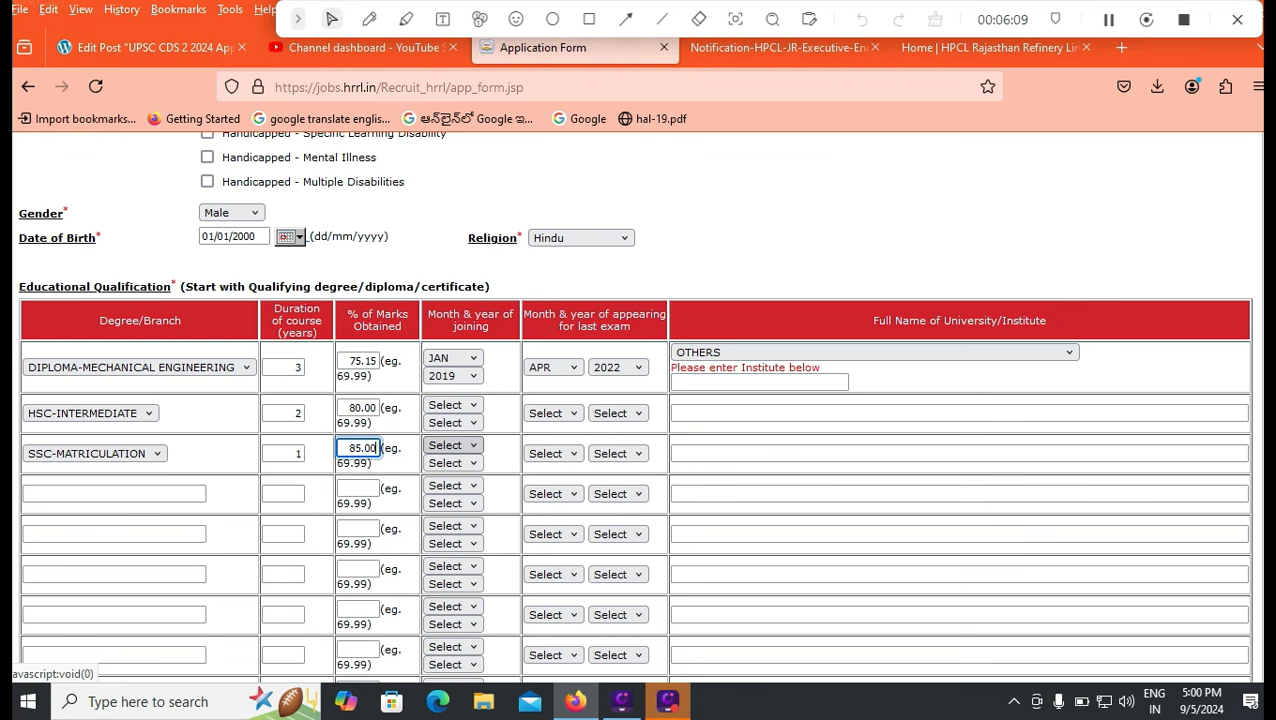 File Edit View History Bookmarks Tools Help
00:06:09
Edit Post "UPSC CDS 2 2024 App
Channel dashboard - YouTube S
Application Form
Notification-HPCL-JR-Executive-En
Home | HPCL Rajasthan Refinery Lin
https://jobs.hrrl.in/Recruit_hrrl/app_form.jsp
Import bookmarks...
Getting Started
google translate englis...
ఆన్‌లైన్‌లో Google ఇ...
Google
hal-19.pdf
Handicapped - Specific Learning Disability
Handicapped - Mental Illness
Handicapped - Multiple Disabilities
Gender* Male
Date of Birth* 01/01/2000 (dd/mm/yyyy) Religion* Hindu
Educational Qualification* (Start with Qualifying degree/diploma/certificate)
Degree/Branch
Duration
of course
(years)
% of Marks
Obtained
Month & year of
joining
Month & year of appearing
for last exam
Full Name of University/Institute
DIPLOMA-MECHANICAL ENGINEERING 3 75.15 (eg.
69.99) JAN
2019 APR 2022 OTHERS
Please enter Institute below
HSC-INTERMEDIATE 2 80.00 (eg.
69.99) Select
Select Select Select
SSC-MATRICULATION 1 85.00 (eg.
69.99) Select
Select Select Select
(eg.
69.99) Select
Select Select Select
(eg.
69.99) Select
Select Select Select
(eg.
69.99) Select
Select Select Select
(eg.
69.99) Select
Select Select Select
(eg.
69.99) Select
Select Select Select
avascript:void(0)
Type here to search
ENG
IN
5:00 PM
9/5/2024